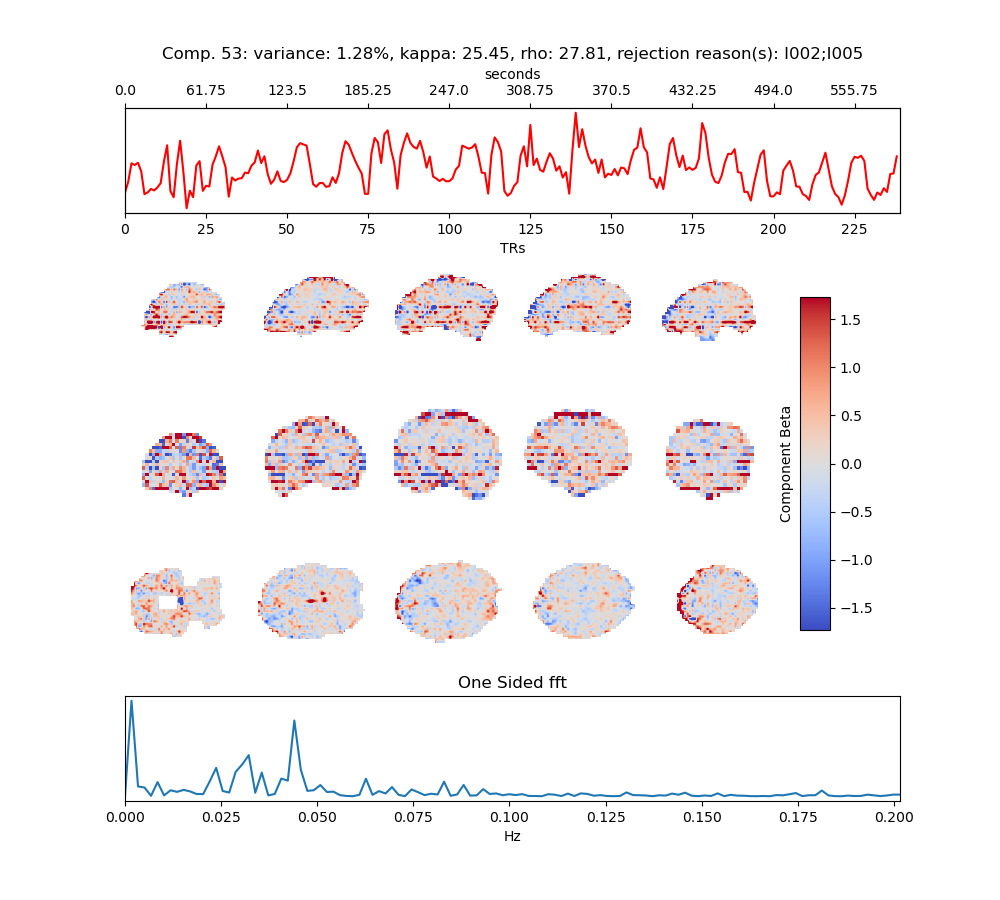 Comp. 53: variance: 1.28%, kappa: 25.45, rho: 27.81, rejection reason(s): I002;I005
seconds
0.0 61.75 123.5 185.25 247.0 308.75 370.5 432.25 494.0 555.75
0 25 50 75 100 125 150 175 200 225
TRs
1.5
1.0
0.5
0.0
−0.5
−1.0
−1.5
Component Beta
One Sided fft
0.000 0.025 0.050 0.075 0.100 0.125 0.150 0.175 0.200
Hz